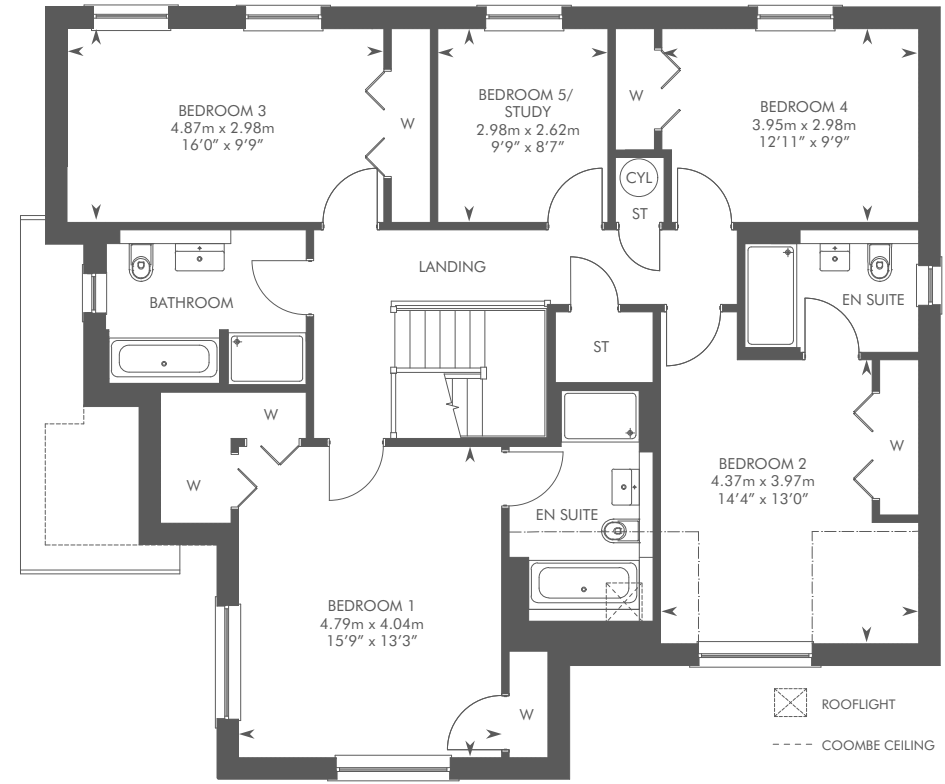 BEDROOM 3
4.87m x 2.98m
16’0” x 9’9”
W
BEDROOM 5/
STUDY
2.98m x 2.62m
9’9” x 8’7”
W
BEDROOM 4
3.95m x 2.98m
12’11” x 9’9”
CYL
ST
LANDING
BATHROOM
EN SUITE
ST
W
W
BEDROOM 2
4.37m x 3.97m
14’4” x 13’0”
W
EN SUITE
BEDROOM 1
4.79m x 4.04m
15’9” x 13’3”
W
ROOFLIGHT
COOMBE CEILING